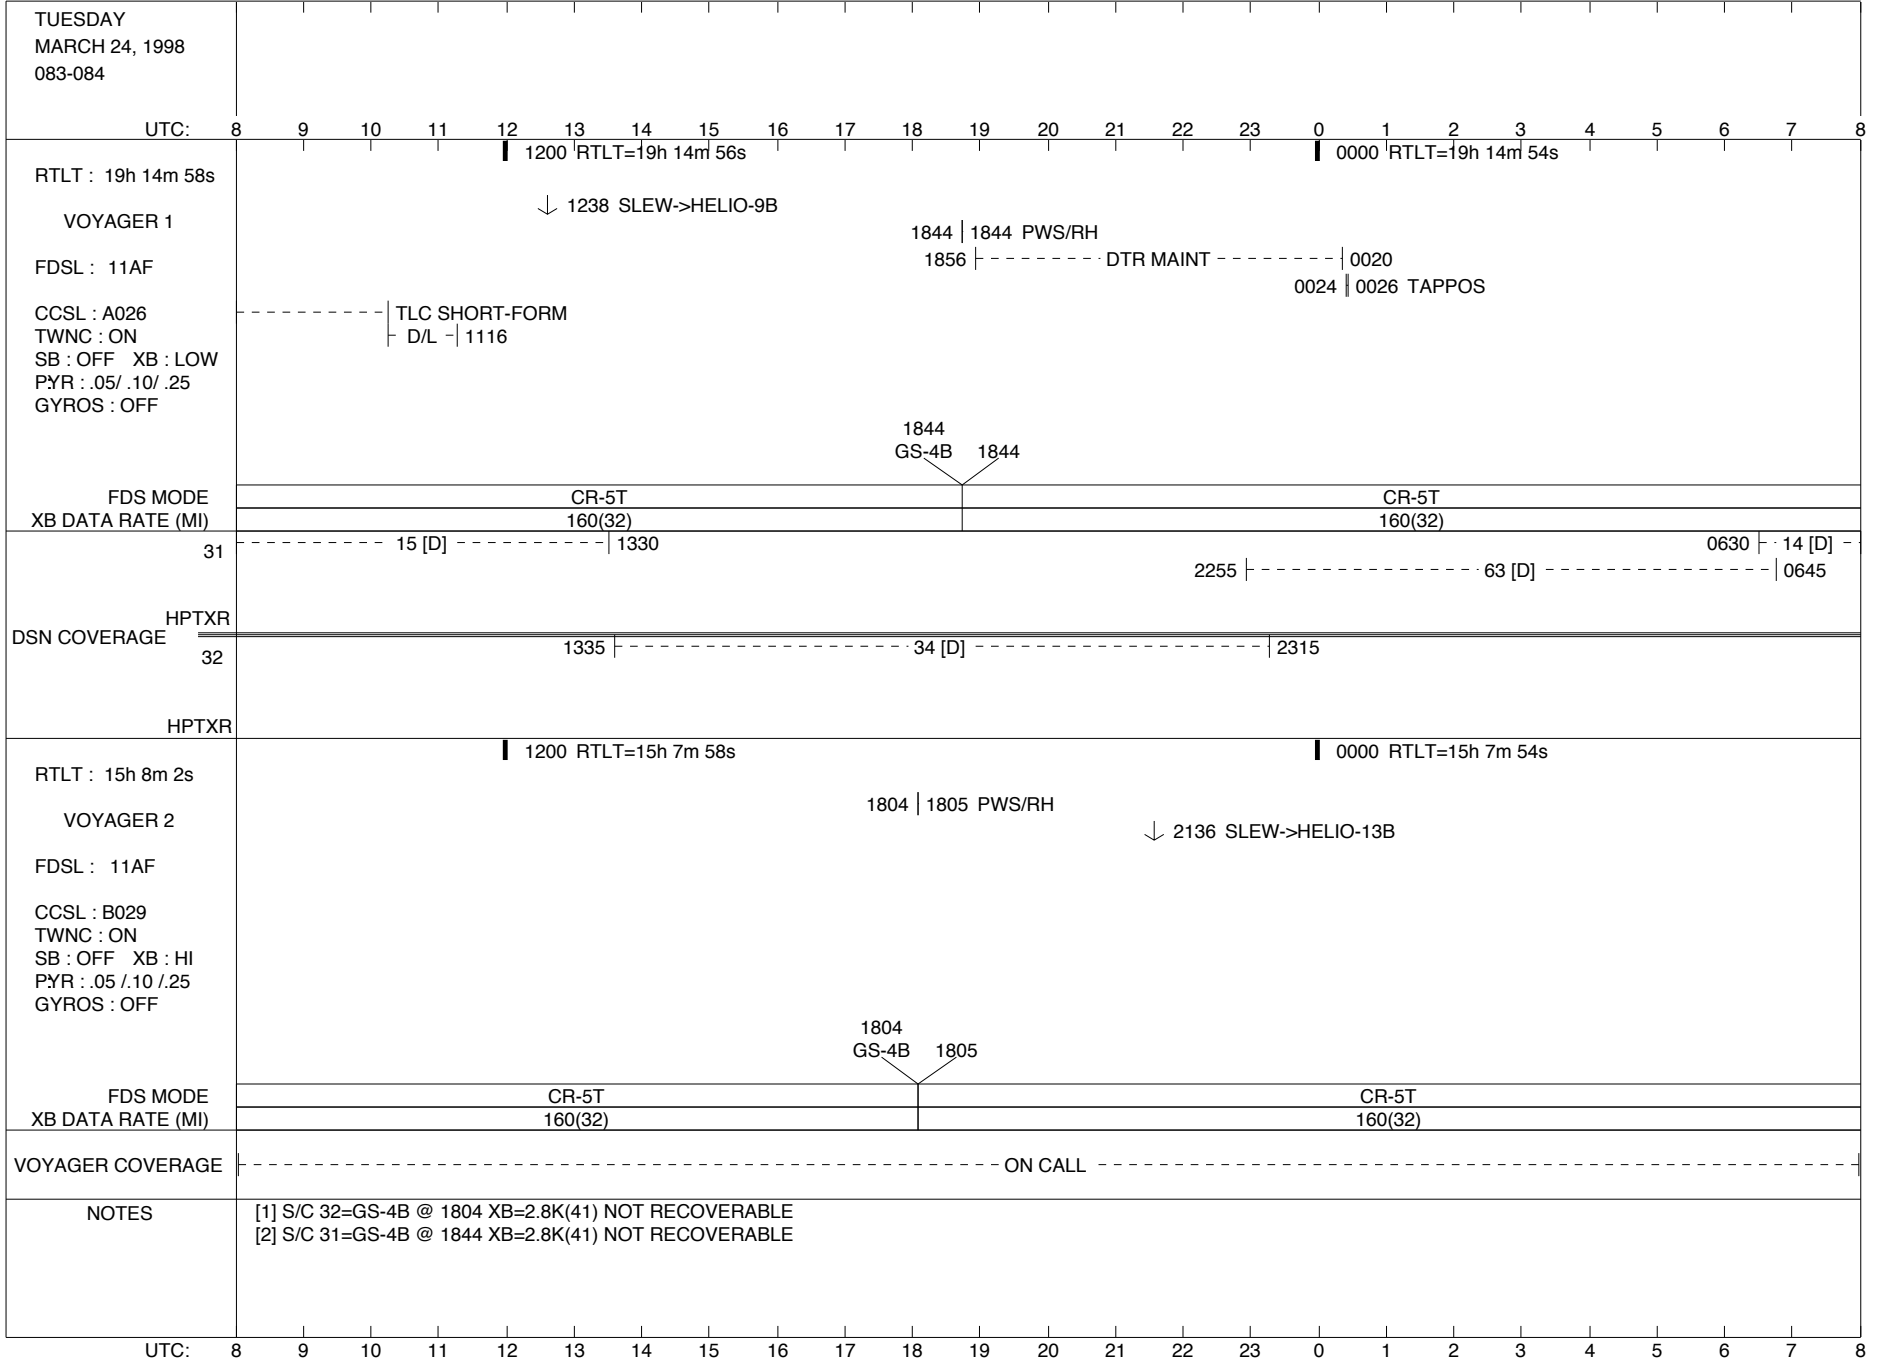 TUESDAY
MARCH 24, 1998
083-084
UTC: 8 9 10 11 12 13 14 15 16 17 18 19 20 21 22 23 0 1 2 3 4 5 6 7 8
1200 RTLT=19h 14m 56s 0000 RTLT=19h 14m 54s
RTLT : 19h 14m 58s
1238 SLEW->HELIO-9B
VOYAGER 1
1844 1844 PWS/RH
1856 DTR MAINT 0020
FDSL : 11AF
0024 0026 TAPPOS
CCSL : A026 TLC SHORT-FORM
TWNC : ON D/L 1116
SB : OFF XB : LOW
P:YR : .05/ .10/ .25
GYROS : OFF
1844
GS-4B 1844
FDS MODE CR-5T CR-5T
XB DATA RATE (MI) 160(32) 160(32)
31 15 [D] 1330 0630 14 [D]
2255 63 [D] 0645
HPTXR
DSN COVERAGE
32 1335 34 [D] 2315
HPTXR
1200 RTLT=15h 7m 58s 0000 RTLT=15h 7m 54s
RTLT : 15h 8m 2s
1804 1805 PWS/RH
VOYAGER 2
2136 SLEW->HELIO-13B
FDSL : 11AF
CCSL : B029
TWNC : ON
SB : OFF XB : HI
P:YR : .05 /.10 /.25
GYROS : OFF
1804
GS-4B 1805
FDS MODE CR-5T CR-5T
XB DATA RATE (MI) 160(32) 160(32)
VOYAGER COVERAGE ON CALL
NOTES [1] S/C 32=GS-4B @ 1804 XB=2.8K(41) NOT RECOVERABLE
[2] S/C 31=GS-4B @ 1844 XB=2.8K(41) NOT RECOVERABLE
UTC: 8 9 10 11 12 13 14 15 16 17 18 19 20 21 22 23 0 1 2 3 4 5 6 7 8